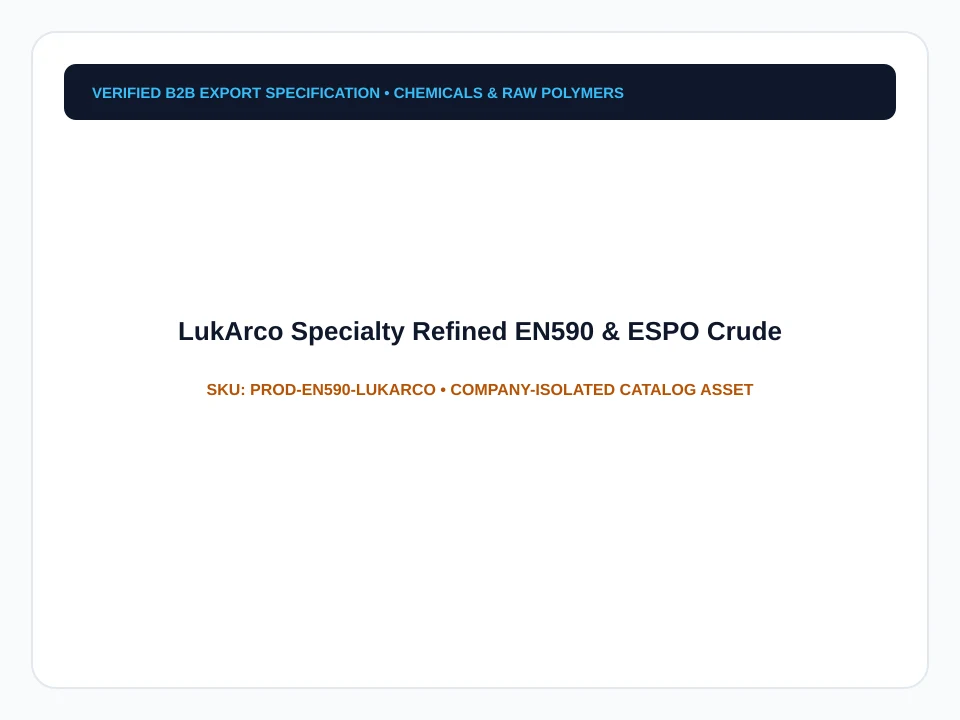 VERIFIED B2B EXPORT SPECIFICATION • CHEMICALS & RAW POLYMERS
LukArco Specialty Refined EN590 & ESPO Crude
SKU: PROD-EN590-LUKARCO • COMPANY-ISOLATED CATALOG ASSET